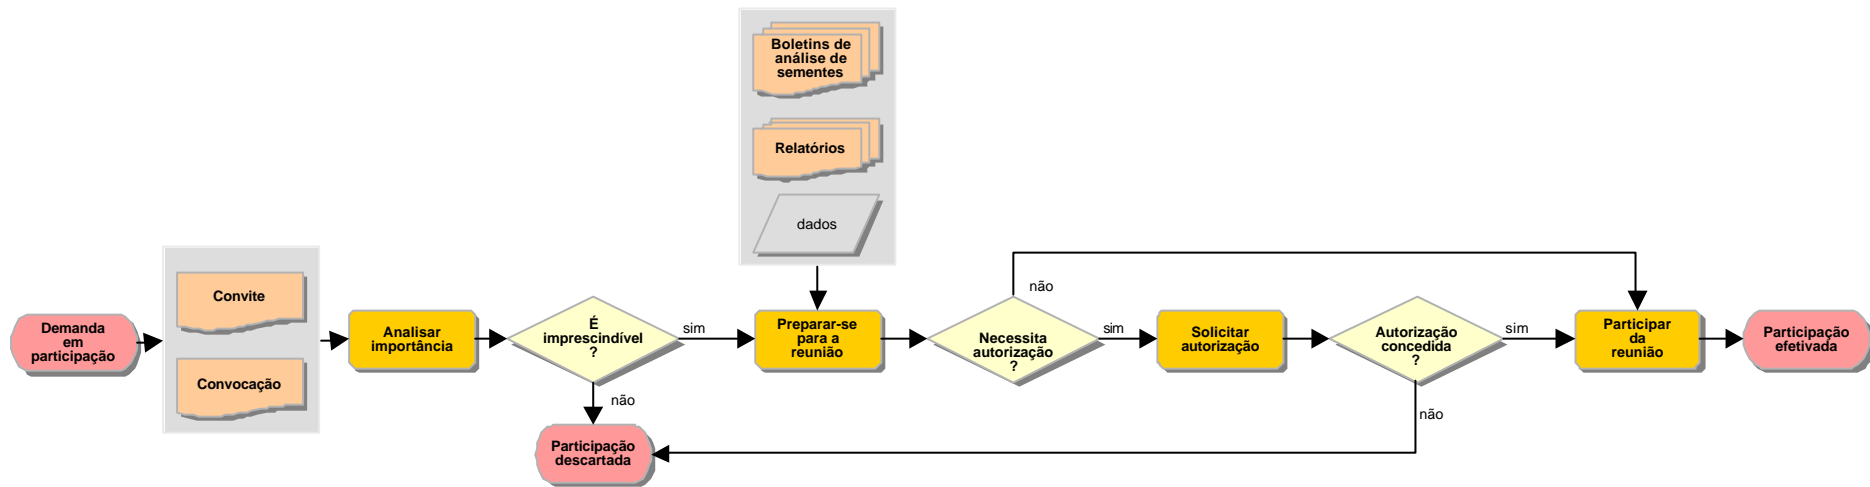 Boletins de
análise de
sementes
Relatórios
dados
Demanda
em
participação
Convite
Convocação
Analisar
importância
É
imprescindível
?
sim
não
Participação
descartada
Preparar-se
para a
reunião
Necessita
autorização
?
não
sim
Solicitar
autorização
Autorização
concedida
?
sim
não
Participar
da
reunião
Participação
efetivada